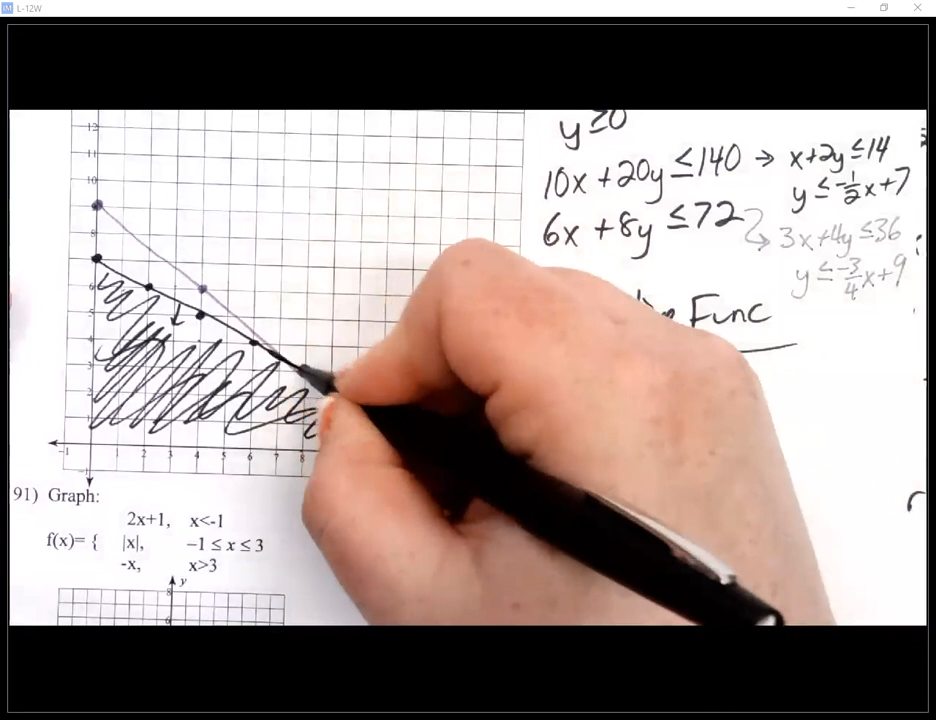 L-12W
y≥0
10x+20y≤140 → x+2y≤14
y≤-1/2x+7
6x+8y≤72 → 3x+4y≤36
y≤-3/4x+9
Func
12
11
10
8
6
5
4
3
2
1
-1 1 2 3 4 5 6 7 8
-1
91) Graph:
2x+1, x<-1
f(x)= { |x|, −1 ≤ x ≤ 3
-x, x>3
y
8
6